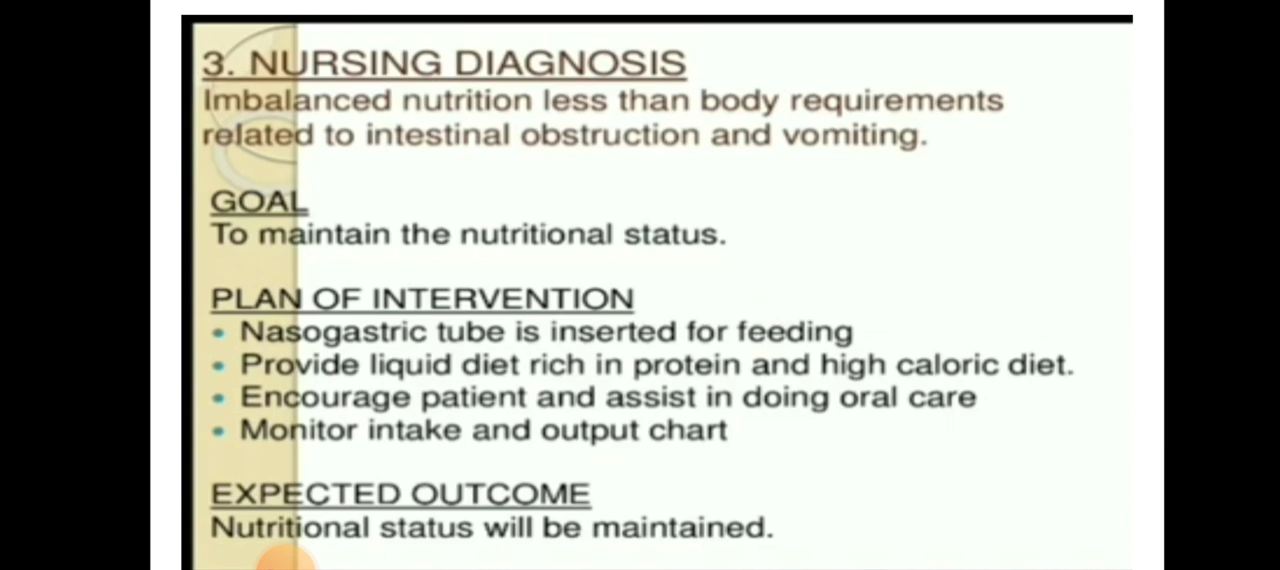 3. NURSING DIAGNOSIS
Imbalanced nutrition less than body requirements
related to intestinal obstruction and vomiting.
GOAL
To maintain the nutritional status.
PLAN OF INTERVENTION
• Nasogastric tube is inserted for feeding
• Provide liquid diet rich in protein and high caloric diet.
• Encourage patient and assist in doing oral care
• Monitor intake and output chart
EXPECTED OUTCOME
Nutritional status will be maintained.